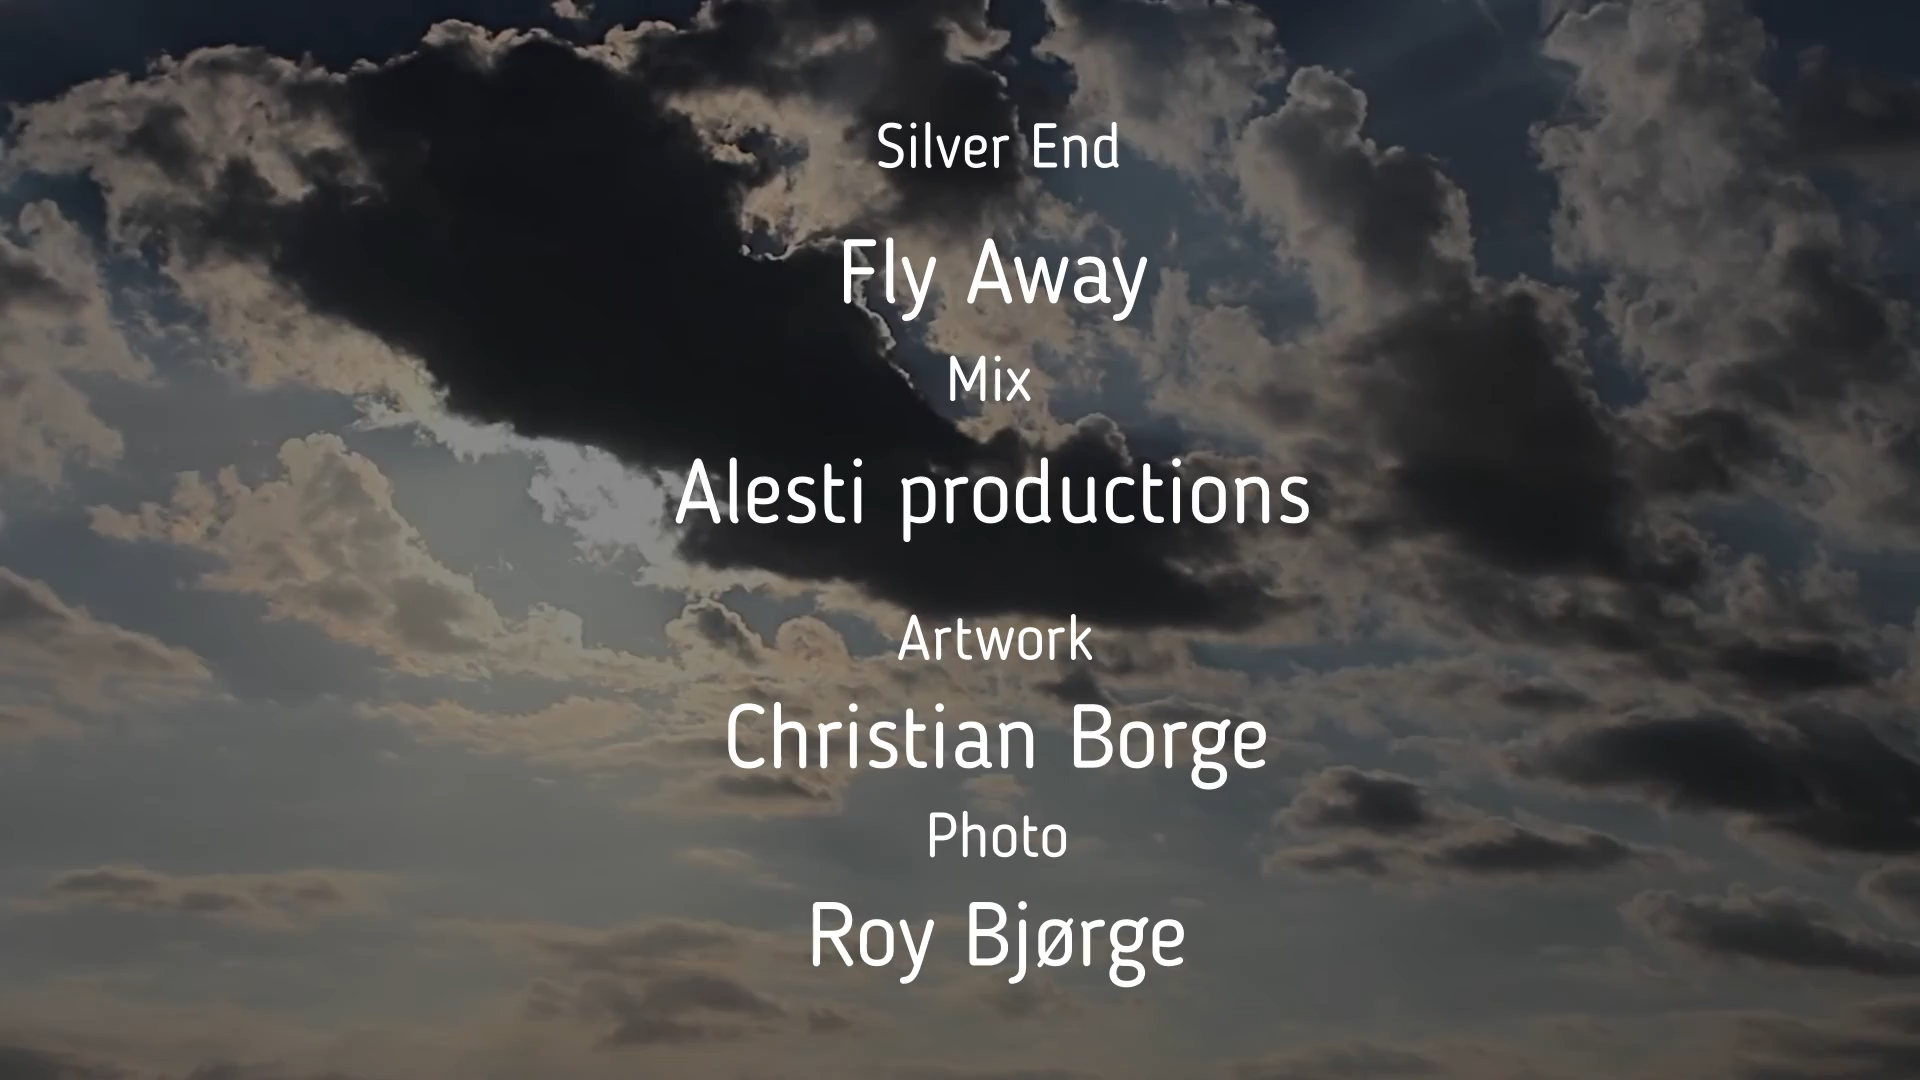 Silver End
Fly Away
Mix
Alesti productions
Artwork
Christian Borge
Photo
Roy Bjørge